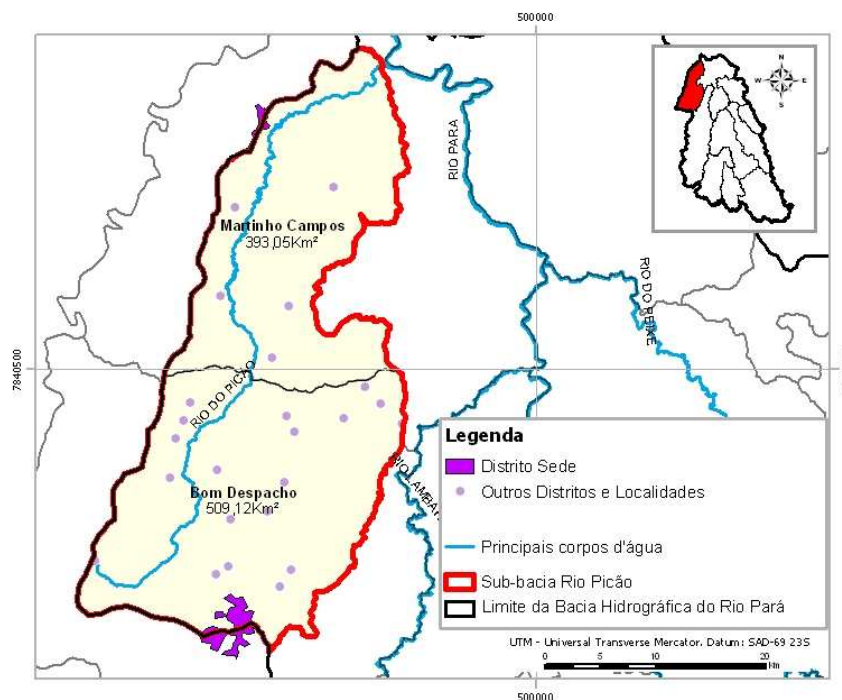 500000
N
W E
S
RIO PARA
Martinho Campos
393,05Km²
RIO DO PEIXE
7840500
RIO DO PICÃO
Bom Despacho
509,12Km²
Legenda
Distrito Sede
Outros Distritos e Localidades
Principais corpos d'água
Sub-bacia Rio Picão
Limite da Bacia Hidrográfica do Rio Pará
UTM - Universal Transverse Mercator. Datum: SAD-69 23S
0 5 10 20
Km
500000